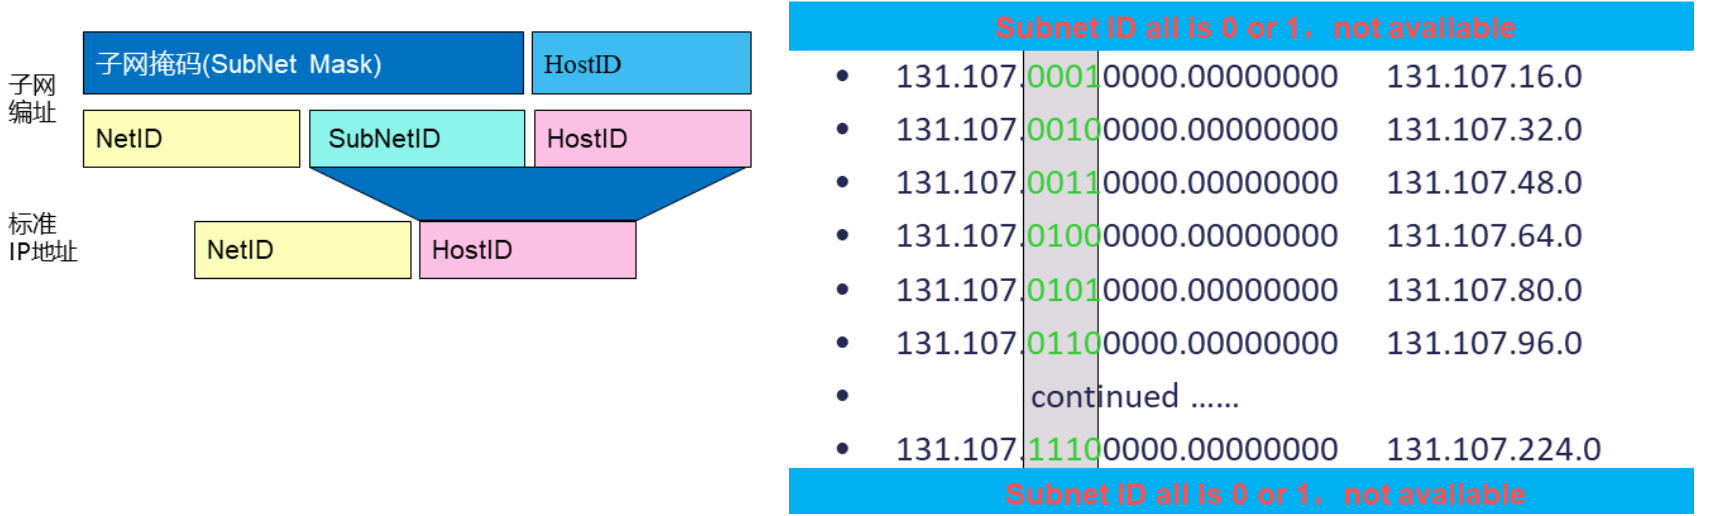 子网掩码(SubNet Mask)
HostID
子网
编址
NetID
SubNetID
HostID
标准
IP地址
NetID
HostID
Subnet ID all is 0 or 1，not available
• 131.107.00010000.00000000 131.107.16.0
• 131.107.00100000.00000000 131.107.32.0
• 131.107.00110000.00000000 131.107.48.0
• 131.107.01000000.00000000 131.107.64.0
• 131.107.01010000.00000000 131.107.80.0
• 131.107.01100000.00000000 131.107.96.0
• continued ......
• 131.107.11100000.00000000 131.107.224.0
Subnet ID all is 0 or 1，not available